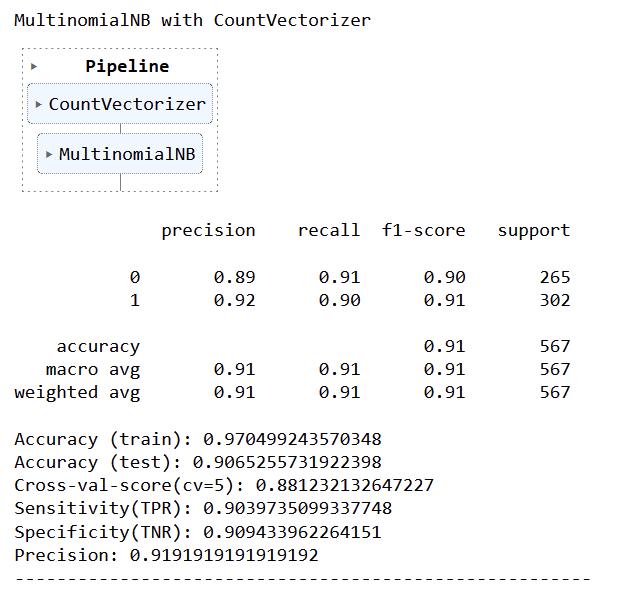 MultinomialNB with CountVectorizer
Pipeline
CountVectorizer
MultinomialNB
precision recall f1-score support
0 0.89 0.91 0.90 265
1 0.92 0.90 0.91 302
accuracy 0.91 567
macro avg 0.91 0.91 0.91 567
weighted avg 0.91 0.91 0.91 567
Accuracy (train): 0.970499243570348
Accuracy (test): 0.9065255731922398
Cross-val-score(cv=5): 0.881232132647227
Sensitivity(TPR): 0.9039735099337748
Specificity(TNR): 0.909433962264151
Precision: 0.9191919191919192
-------------------------------------------------------